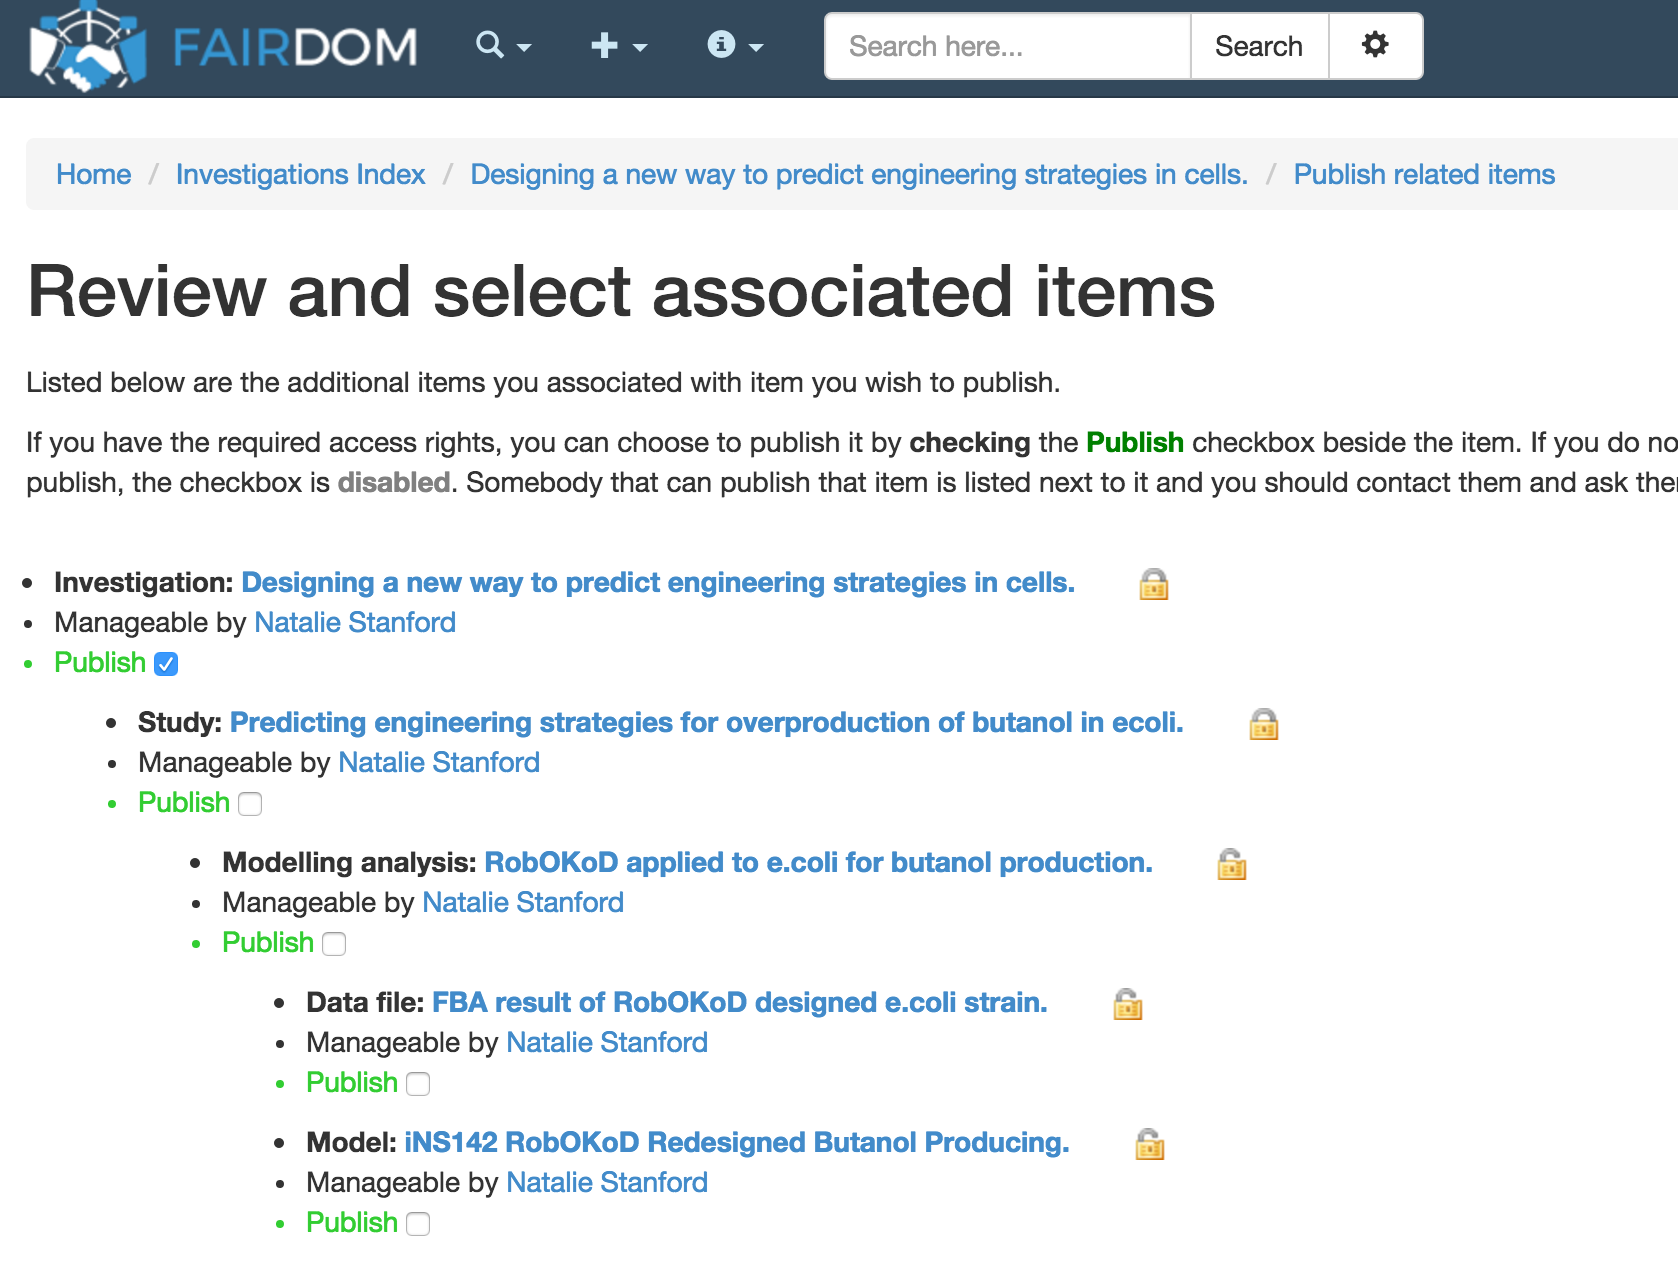 FAIRDOM
Search here...
Search
Home / Investigations Index / Designing a new way to predict engineering strategies in cells. / Publish related items
Review and select associated items
Listed below are the additional items you associated with item you wish to publish.
If you have the required access rights, you can choose to publish it by checking the Publish checkbox beside the item. If you do no
publish, the checkbox is disabled. Somebody that can publish that item is listed next to it and you should contact them and ask
Investigation: Designing a new way to predict engineering strategies in cells.
Manageable by Natalie Stanford
Publish
Study: Predicting engineering strategies for overproduction of butanol in ecoli.
Manageable by Natalie Stanford
Publish
Modelling analysis: RobOKoD applied to e.coli for butanol production.
Manageable by Natalie Stanford
Publish
Data file: FBA result of RobOKoD designed e.coli strain.
Manageable by Natalie Stanford
Publish
Model: iNS142 RobOKoD Redesigned Butanol Producing.
Manageable by Natalie Stanford
Publish